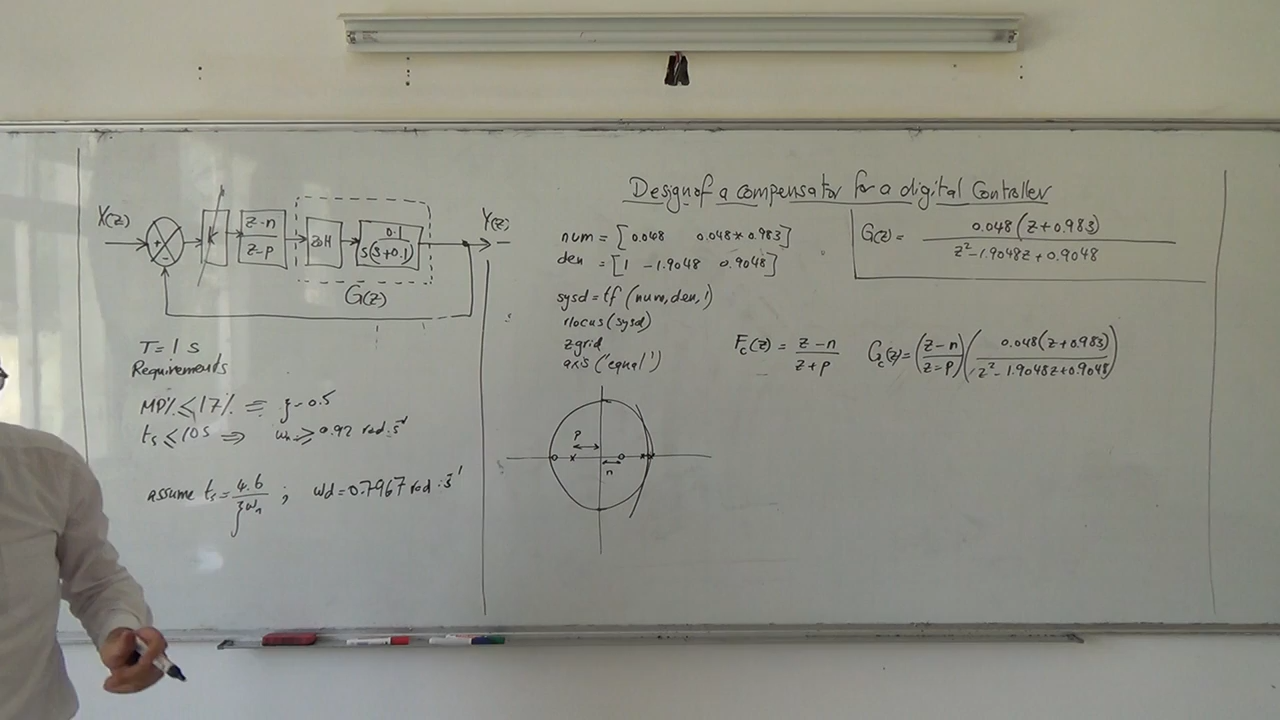 Design of a compensator for a digital Controller
X(z)
+
-
K
z-n
z-p
ZOH
0.1
s(s+0.1)
G(z)
Y(z)
T=1 s
Requirements
MP% ≤ 17% ≡ ζ=0.5
ts ≤ 10s ⇒ ωn ≥ 0.92 rad.s⁻¹
assume ts = 4.6 / ζωn ; ωd = 0.7967 rad.s⁻¹
num = [0.048 0.048*0.983]
den = [1 -1.9048 0.9048]
sysd = tf(num,den,1)
rlocus(sysd)
zgrid
axis('equal')
G(z) = 0.048(z+0.983) / z²-1.9048z+0.9048
Fc(z) = z-n / z+p Gc(z) = (z-n / z-p)(0.048(z+0.983) / z²-1.9048z+0.9048)
P
n